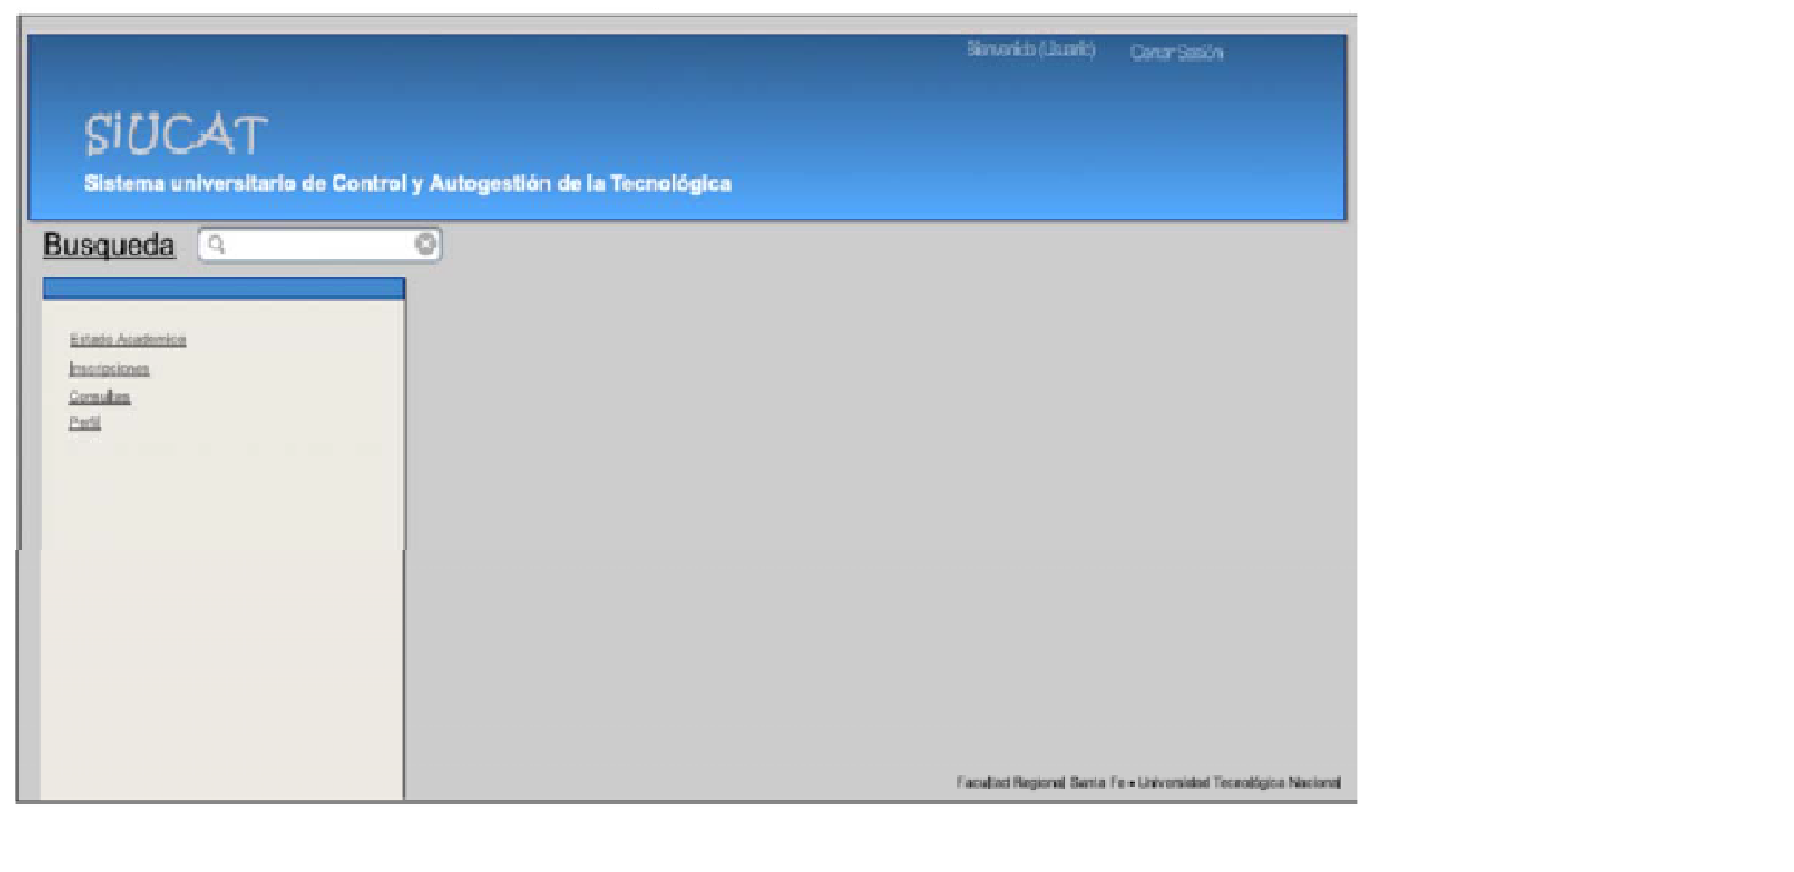 Bienvenido (Usuario) Cerrar Sesión
SiUCAT
Sistema universitario de Control y Autogestión de la Tecnológica
Busqueda
Estado Academico
Inscripciones
Consultas
Perfil
Facultad Regional Santa Fe - Universidad Tecnológica Nacional